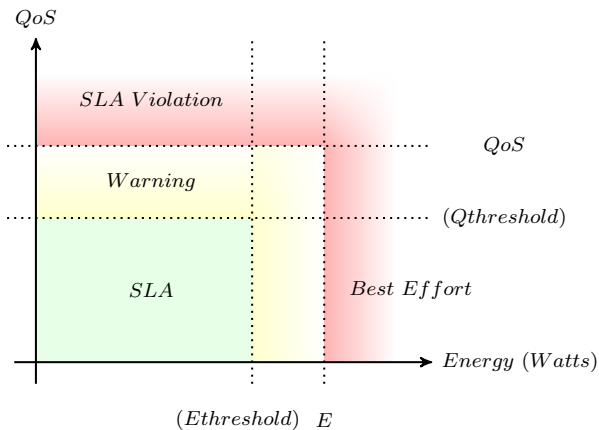 QoS
SLA Violation
QoS
Warning
(Qthreshold)
SLA
Best Effort
Energy (Watts)
(Ethreshold) E